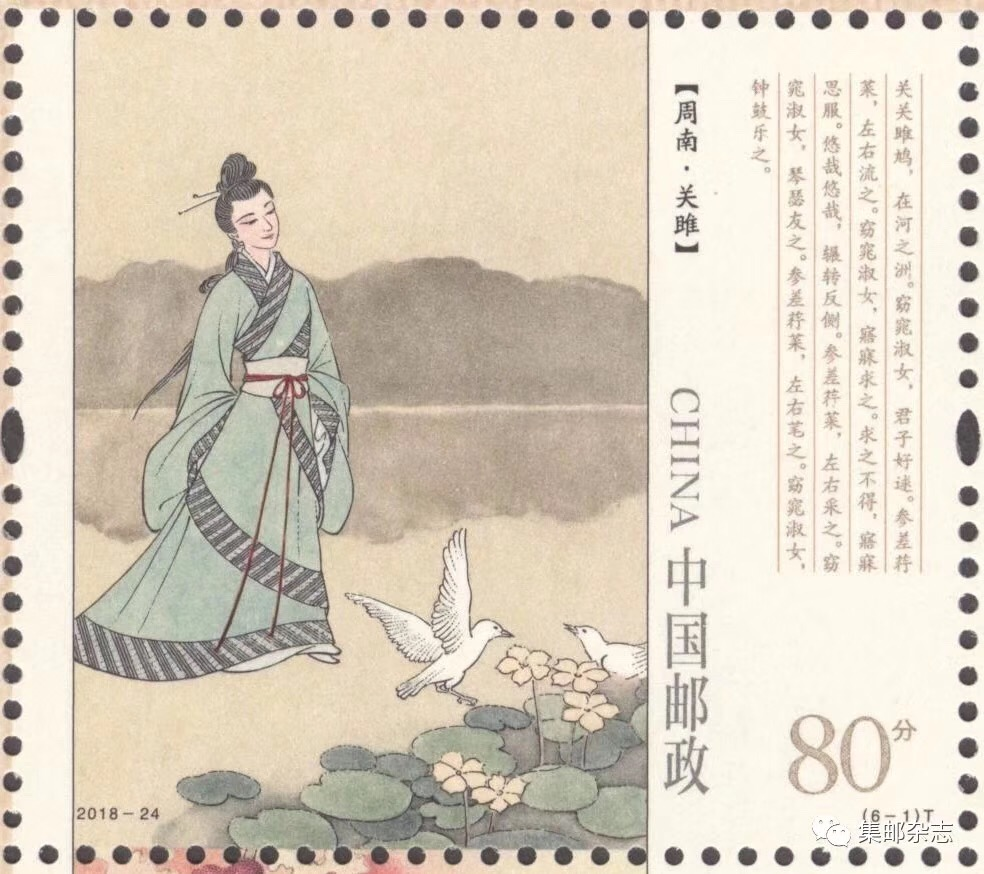 关关雎鸠，在河之洲。窈窕淑女，君子好逑。参差荇
菜，左右流之。窈窕淑女，寤寐求之。求之不得，寤寐
思服。悠哉悠哉，辗转反侧。参差荇菜，左右采之。窈
窕淑女，琴瑟友之。参差荇菜，左右芼之。窈窕淑女，
钟鼓乐之。
【周南·关雎】
CHINA 中国邮政
80分
2018-24
(6-1)T
集邮杂志